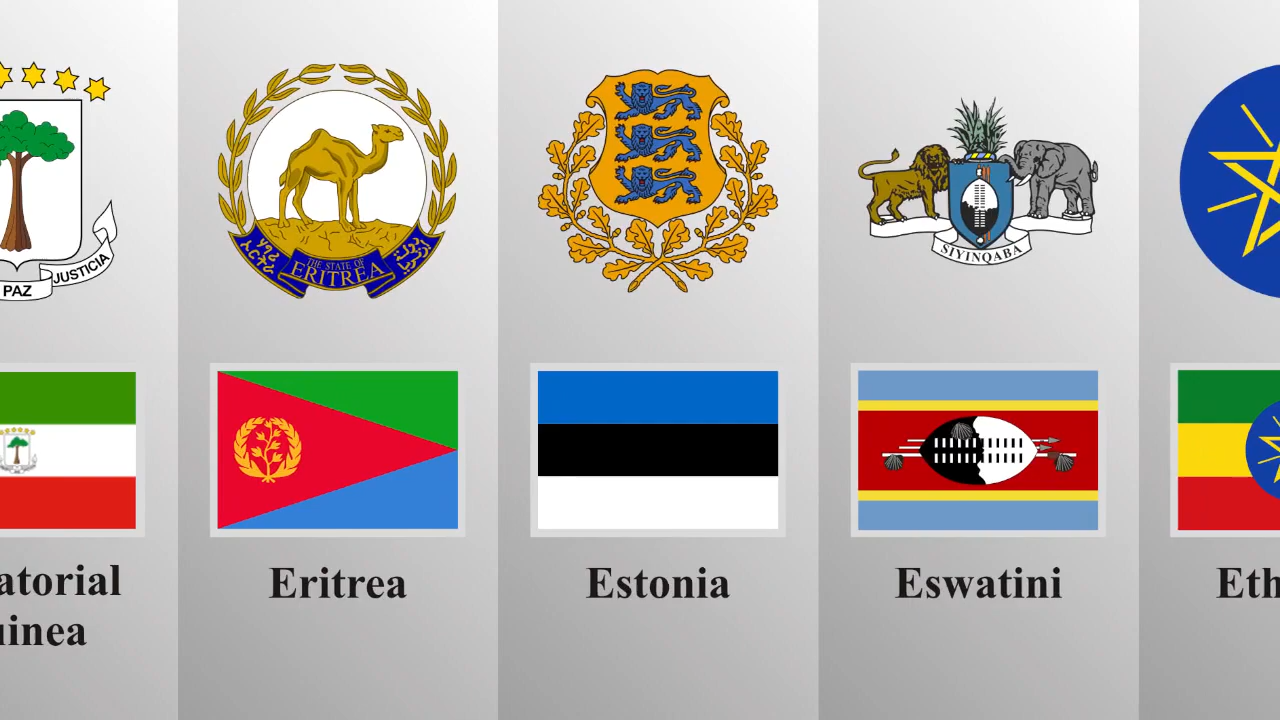 PAZ
JUSTICIA
THE STATE OF
ERITREA
SIYINQABA
atorial
uinea
Eritrea
Estonia
Eswatini
Eth